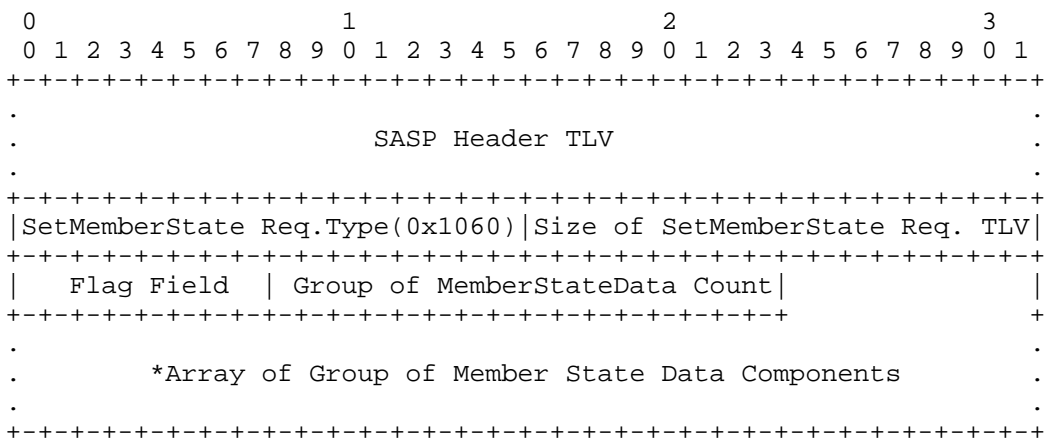 0                   1                   2                   3
 0 1 2 3 4 5 6 7 8 9 0 1 2 3 4 5 6 7 8 9 0 1 2 3 4 5 6 7 8 9 0 1
+-+-+-+-+-+-+-+-+-+-+-+-+-+-+-+-+-+-+-+-+-+-+-+-+-+-+-+-+-+-+-+-+
.                                                               .
.                      SASP Header TLV                          .
.                                                               .
+-+-+-+-+-+-+-+-+-+-+-+-+-+-+-+-+-+-+-+-+-+-+-+-+-+-+-+-+-+-+-+-+
|SetMemberState Req.Type(0x1060)|Size of SetMemberState Req. TLV|
+-+-+-+-+-+-+-+-+-+-+-+-+-+-+-+-+-+-+-+-+-+-+-+-+-+-+-+-+-+-+-+-+
|   Flag Field  | Group of MemberStateData Count|               |
+-+-+-+-+-+-+-+-+-+-+-+-+-+-+-+-+-+-+-+-+-+-+-+-+               +
.                                                               .
.        *Array of Group of Member State Data Components        .
.                                                               .
+-+-+-+-+-+-+-+-+-+-+-+-+-+-+-+-+-+-+-+-+-+-+-+-+-+-+-+-+-+-+-+-+